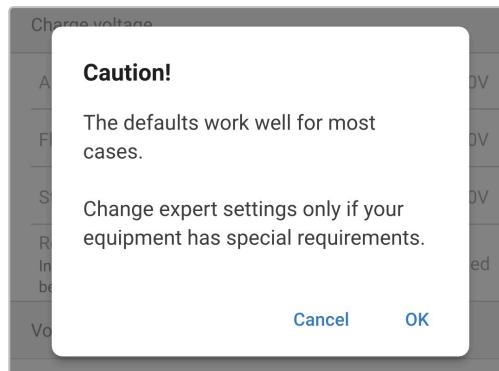 Charge voltage
Caution!
The defaults work well for most
cases.
Change expert settings only if your
equipment has special requirements.
Cancel
OK